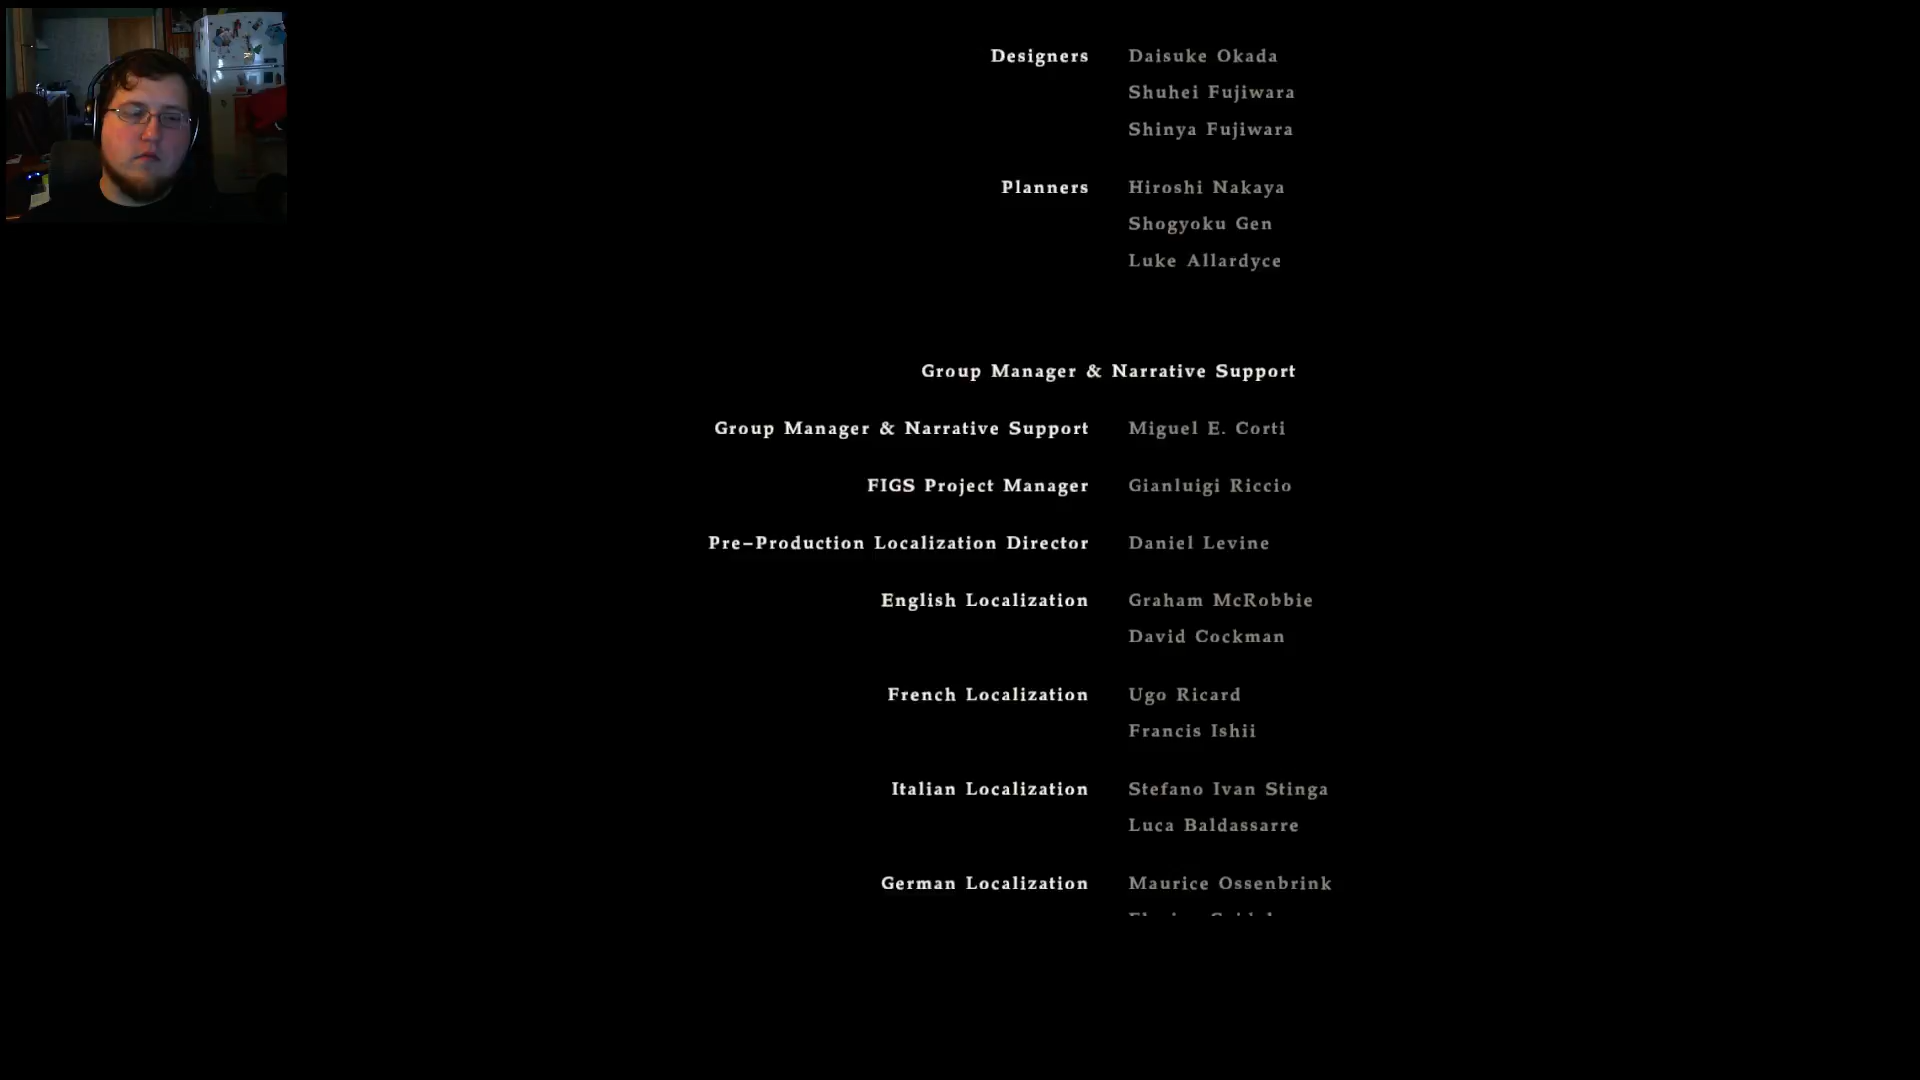 Designers Daisuke Okada
Shuhei Fujiwara
Shinya Fujiwara
Planners Hiroshi Nakaya
Shogyoku Gen
Luke Allardyce
Group Manager & Narrative Support
Group Manager & Narrative Support Miguel E. Corti
FIGS Project Manager Gianluigi Riccio
Pre-Production Localization Director Daniel Levine
English Localization Graham McRobbie
David Cockman
French Localization Ugo Ricard
Francis Ishii
Italian Localization Stefano Ivan Stinga
Luca Baldassarre
German Localization Maurice Ossenbrink